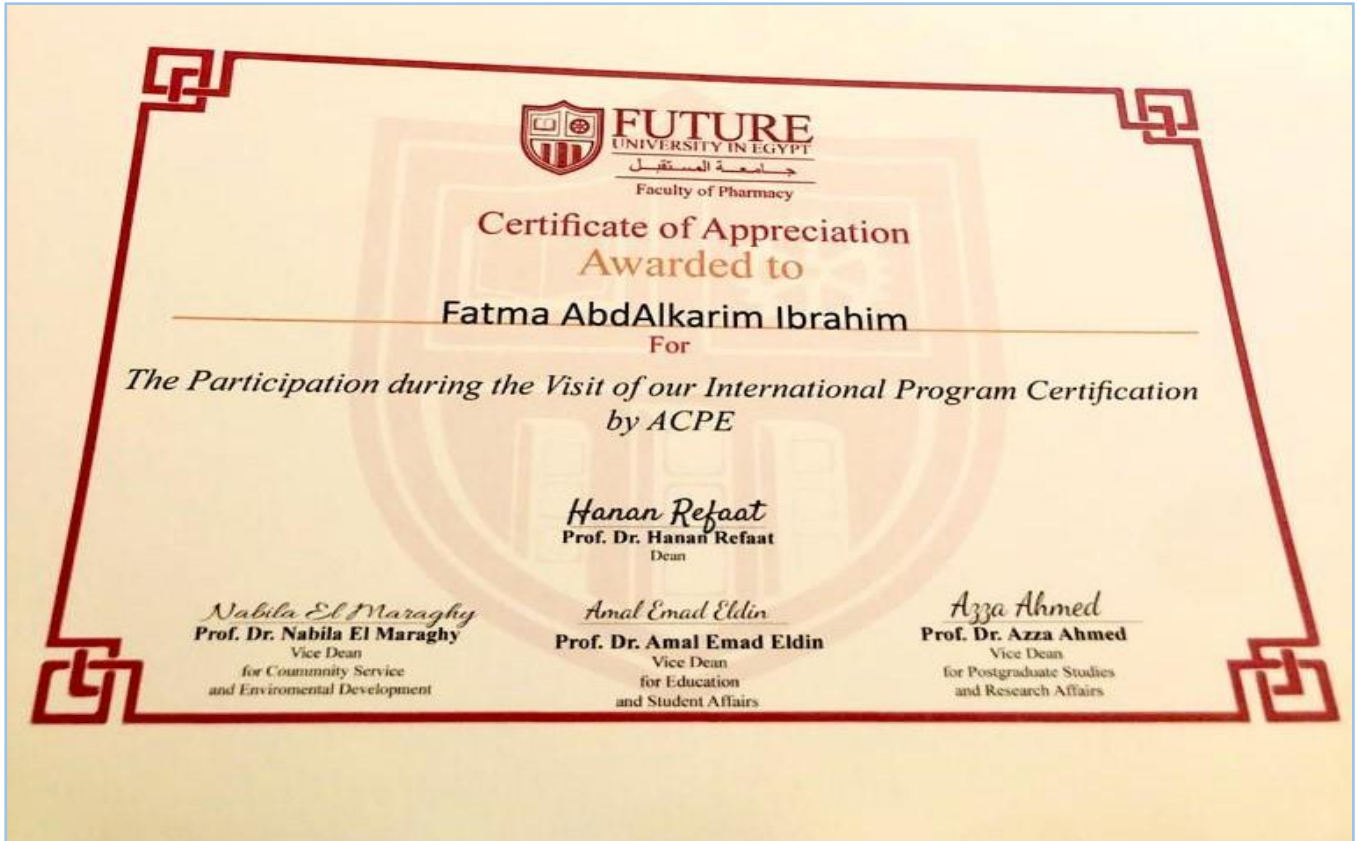 FUTURE
UNIVERSITY IN EGYPT
جامعة المستقبل
Faculty of Pharmacy
Certificate of Appreciation
Awarded to
Fatma AbdAlkarim Ibrahim
For
The Participation during the Visit of our International Program Certification
by ACPE
Hanan Refaat
Prof. Dr. Hanan Refaat
Dean
Nabila El Maraghy
Prof. Dr. Nabila El Maraghy
Vice Dean
for Coummnity Service
and Enviromental Development
Amal Emad Eldin
Prof. Dr. Amal Emad Eldin
Vice Dean
for Education
and Student Affairs
Azza Ahmed
Prof. Dr. Azza Ahmed
Vice Dean
for Postgraduate Studies
and Research Affairs